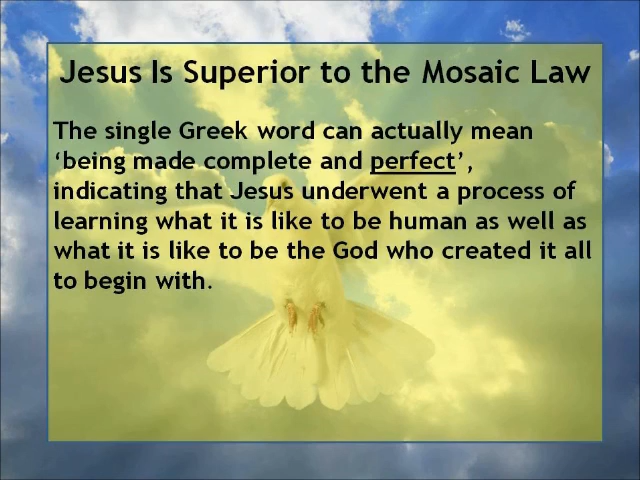 Jesus Is Superior to the Mosaic Law
The single Greek word can actually mean
‘being made complete and perfect’,
indicating that Jesus underwent a process of
learning what it is like to be human as well as
what it is like to be the God who created it all
to begin with.